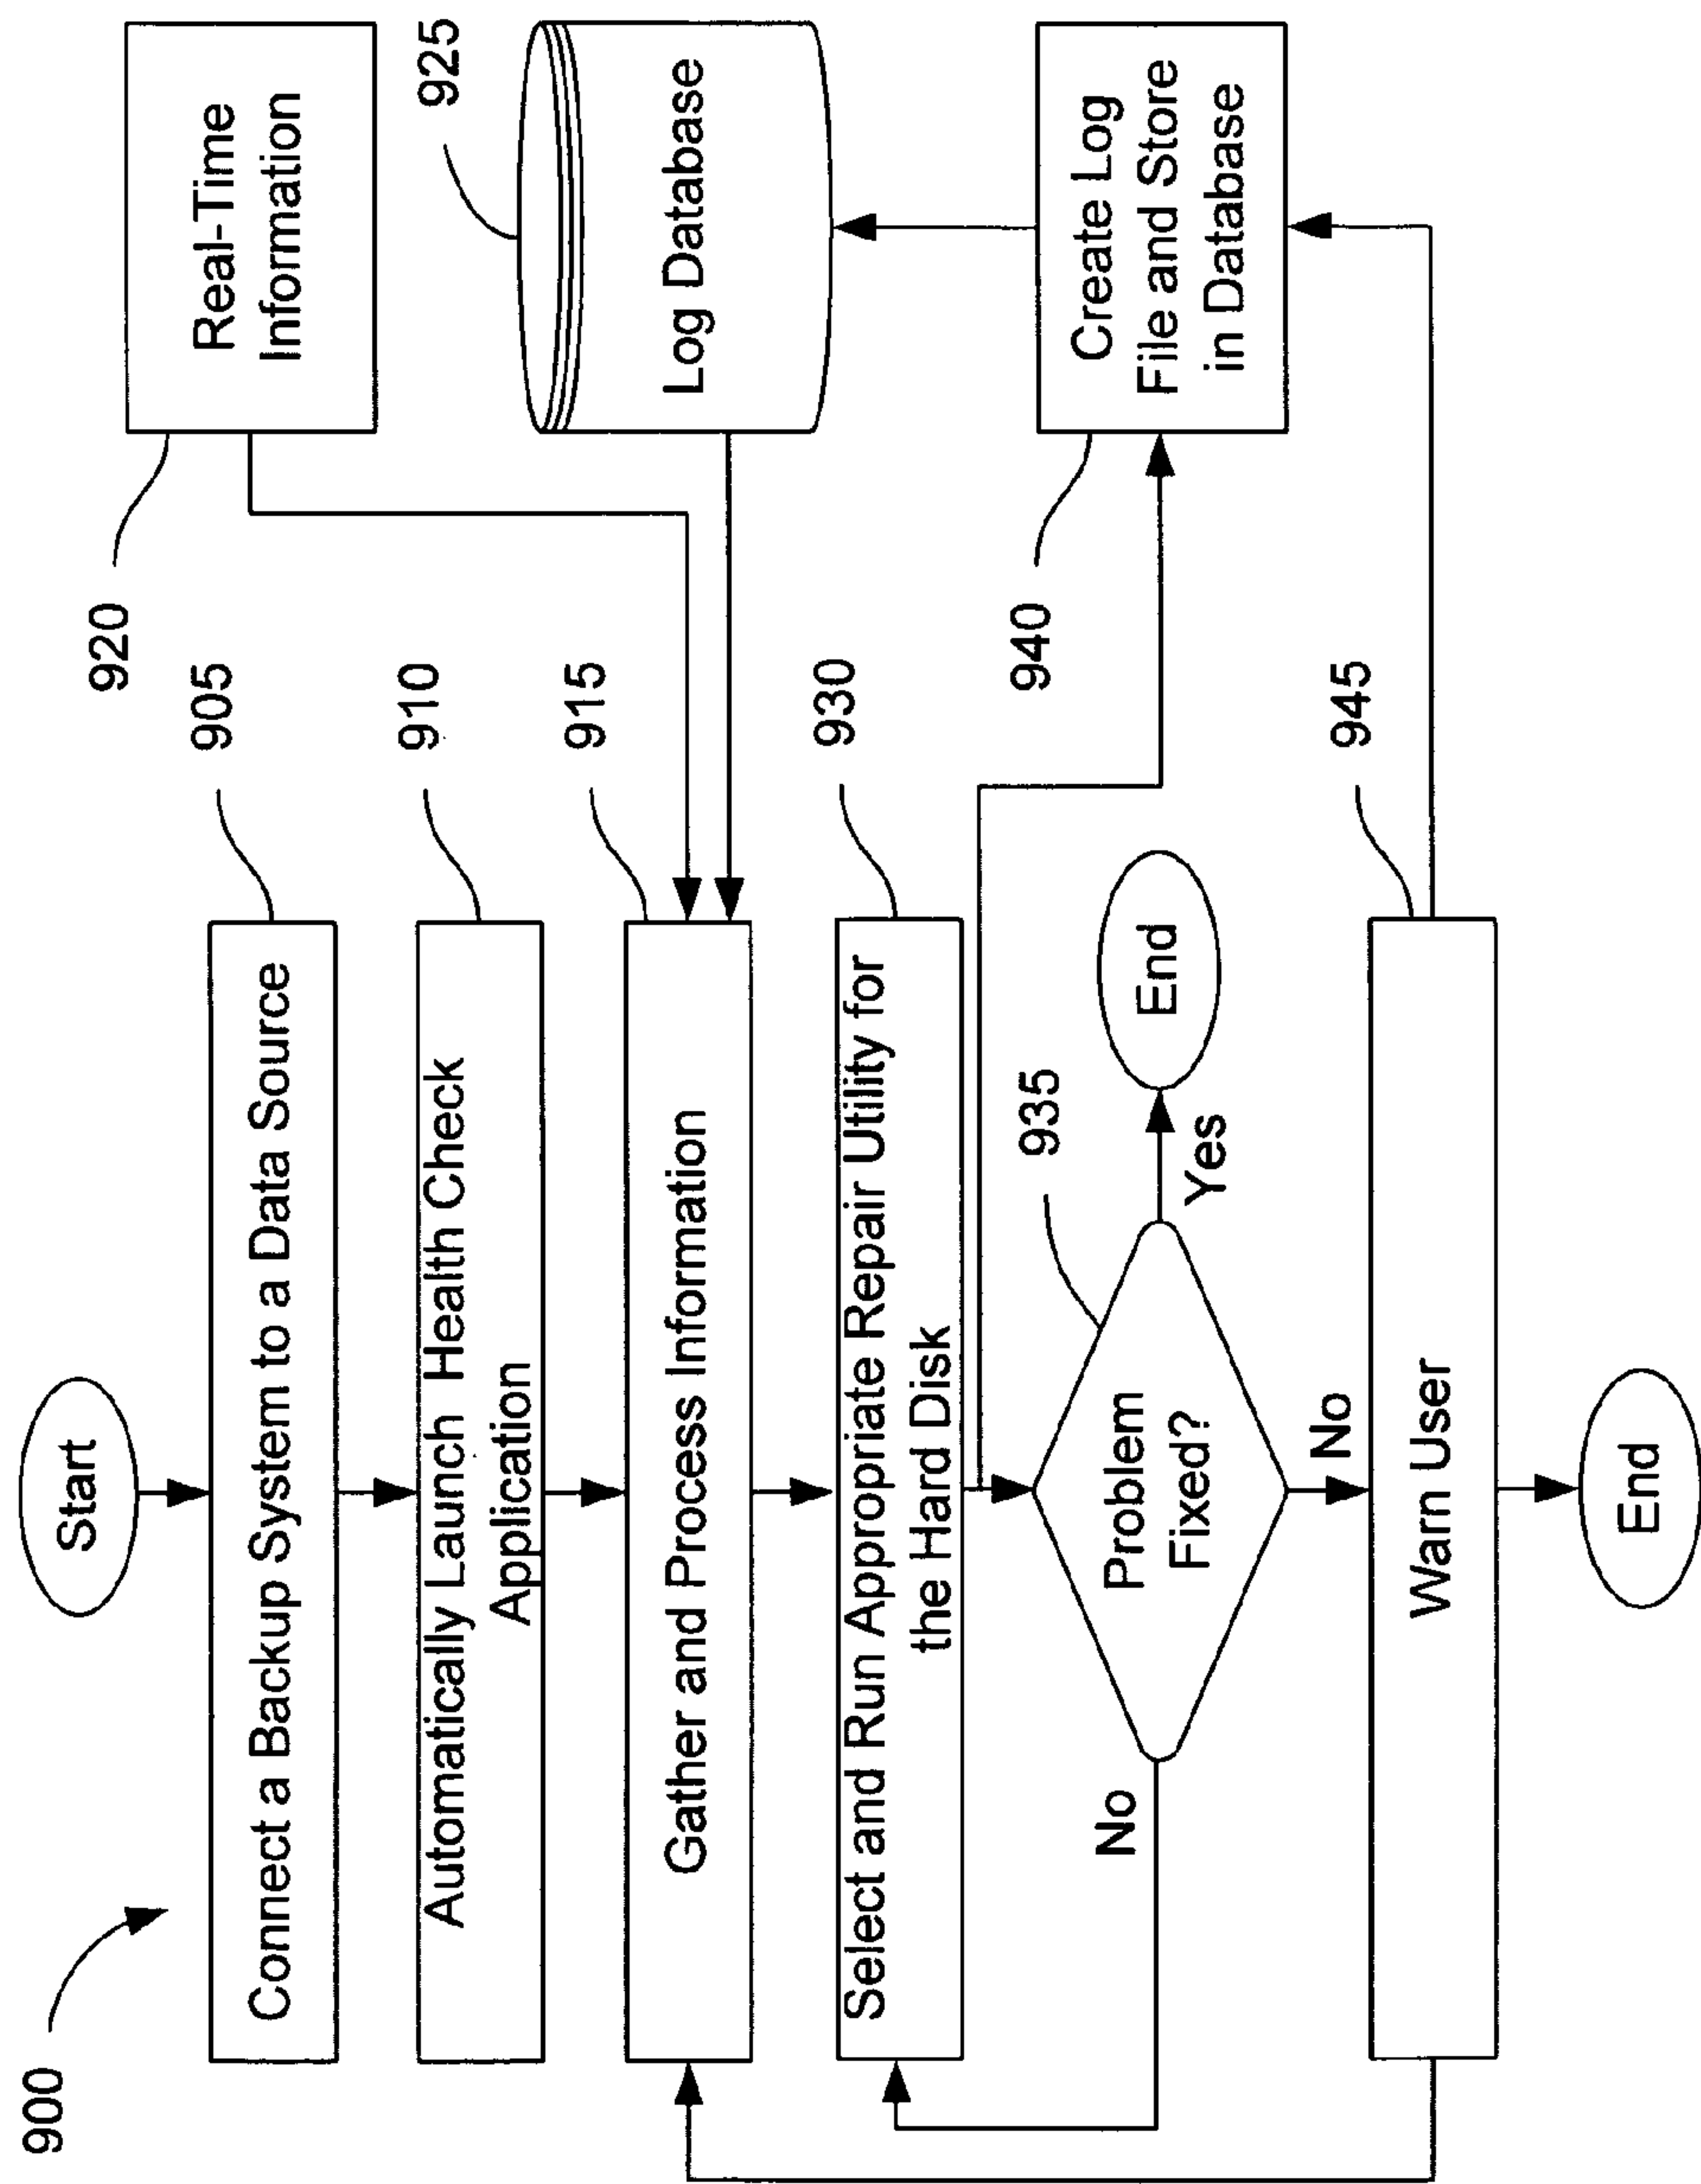 900
Start
Connect a Backup System to a Data Source
905
Automatically Launch Health Check
Application
910
Gather and Process Information
915
Real-Time
Information
920
Log Database
925
Select and Run Appropriate Repair Utility for
the Hard Disk
930
Problem
Fixed?
935
No
Yes
End
No
Create Log
File and Store
in Database
940
Warn User
945
End